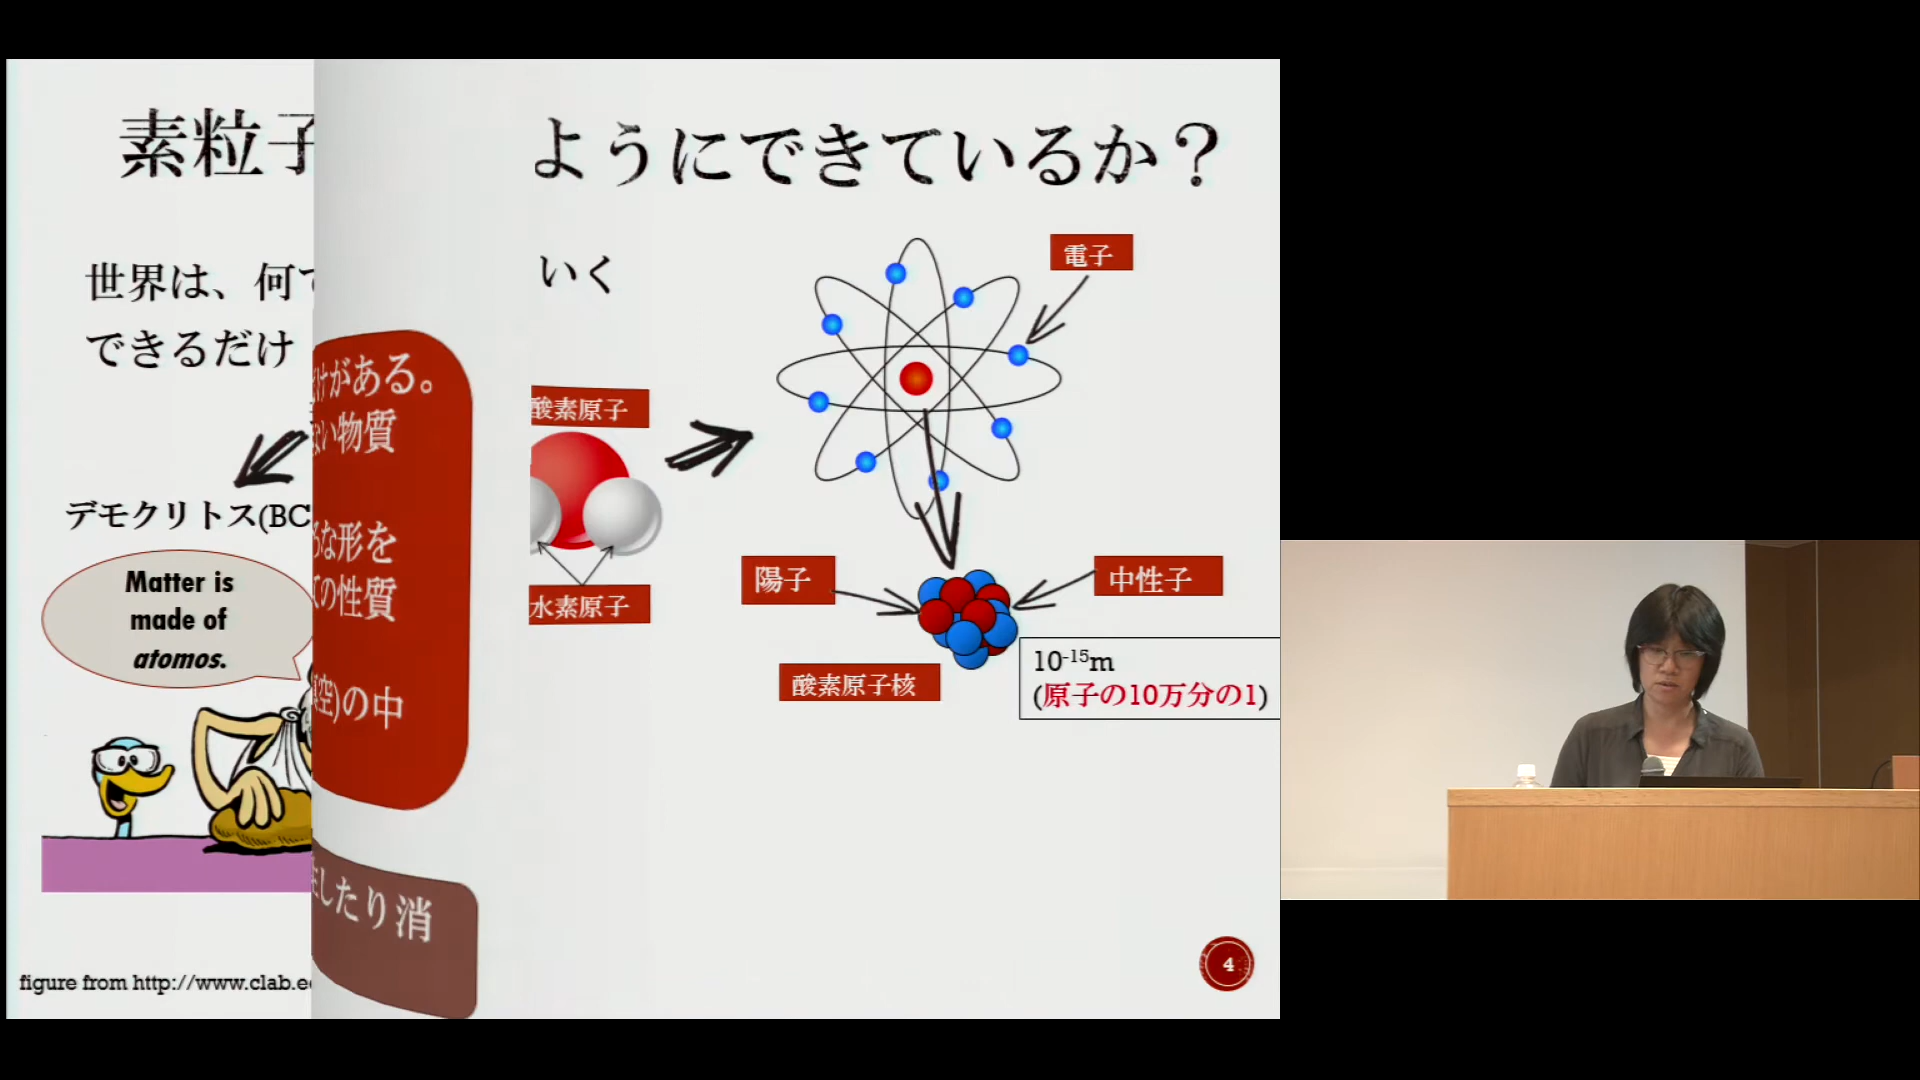 素粒子
世界は、何で
できるだけ
デモクリトス(BC
Matter is
made of
atomos.
figure from http://www.clab.e
がある。
ない物質
な形を
の性質
空)の中
したり消
ようにできているか？
いく
酸素原子
水素原子
電子
陽子
中性子
酸素原子核
10-15m
(原子の10万分の1)
4